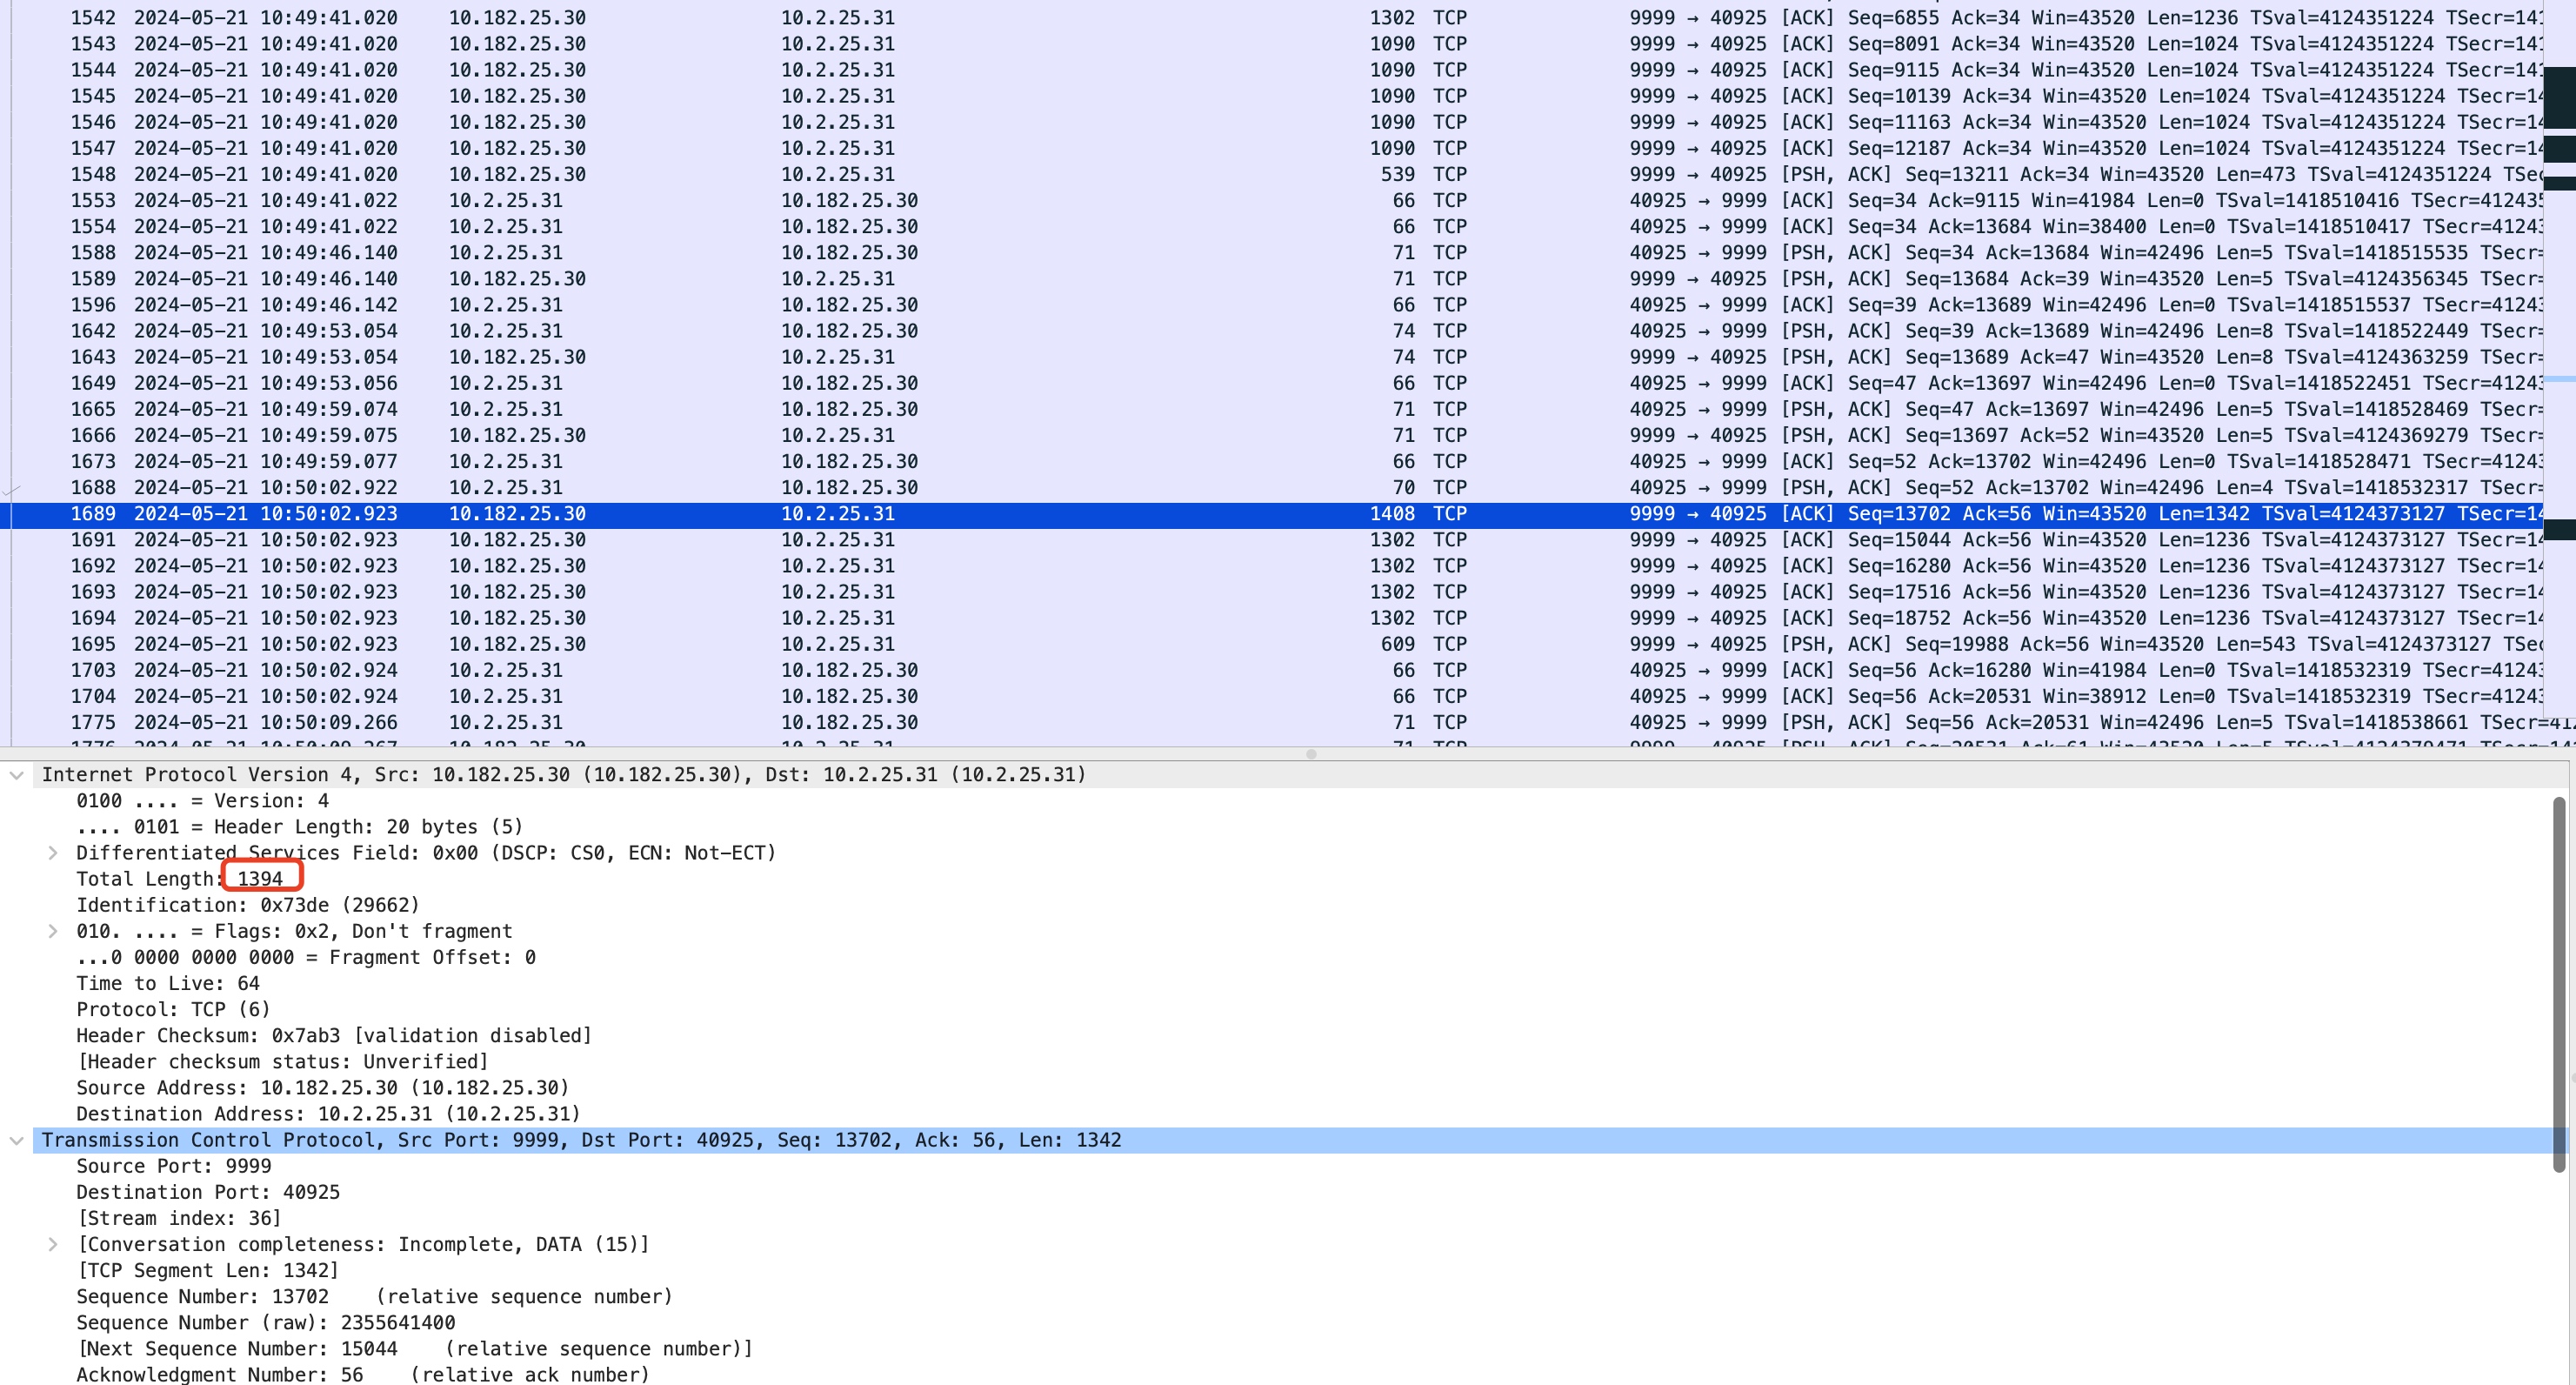 1542 2024-05-21 10:49:41.020 10.182.25.30 10.2.25.31 1302 TCP 9999 → 40925 [ACK] Seq=6855 Ack=34 Win=43520 Len=1236 TSval=4124351224 TSecr=141
1543 2024-05-21 10:49:41.020 10.182.25.30 10.2.25.31 1090 TCP 9999 → 40925 [ACK] Seq=8091 Ack=34 Win=43520 Len=1024 TSval=4124351224 TSecr=141
1544 2024-05-21 10:49:41.020 10.182.25.30 10.2.25.31 1090 TCP 9999 → 40925 [ACK] Seq=9115 Ack=34 Win=43520 Len=1024 TSval=4124351224 TSecr=141
1545 2024-05-21 10:49:41.020 10.182.25.30 10.2.25.31 1090 TCP 9999 → 40925 [ACK] Seq=10139 Ack=34 Win=43520 Len=1024 TSval=4124351224 TSecr=14
1546 2024-05-21 10:49:41.020 10.182.25.30 10.2.25.31 1090 TCP 9999 → 40925 [ACK] Seq=11163 Ack=34 Win=43520 Len=1024 TSval=4124351224 TSecr=14
1547 2024-05-21 10:49:41.020 10.182.25.30 10.2.25.31 1090 TCP 9999 → 40925 [ACK] Seq=12187 Ack=34 Win=43520 Len=1024 TSval=4124351224 TSecr=14
1548 2024-05-21 10:49:41.020 10.182.25.30 10.2.25.31 539 TCP 9999 → 40925 [PSH, ACK] Seq=13211 Ack=34 Win=43520 Len=473 TSval=4124351224 TSec
1553 2024-05-21 10:49:41.022 10.2.25.31 10.182.25.30 66 TCP 40925 → 9999 [ACK] Seq=34 Ack=9115 Win=41984 Len=0 TSval=1418510416 TSecr=412435
1554 2024-05-21 10:49:41.022 10.2.25.31 10.182.25.30 66 TCP 40925 → 9999 [ACK] Seq=34 Ack=13684 Win=38400 Len=0 TSval=1418510417 TSecr=41243
1588 2024-05-21 10:49:46.140 10.2.25.31 10.182.25.30 71 TCP 40925 → 9999 [PSH, ACK] Seq=34 Ack=13684 Win=42496 Len=5 TSval=1418515535 TSecr=
1589 2024-05-21 10:49:46.140 10.182.25.30 10.2.25.31 71 TCP 9999 → 40925 [PSH, ACK] Seq=13684 Ack=39 Win=43520 Len=5 TSval=4124356345 TSecr=
1596 2024-05-21 10:49:46.142 10.2.25.31 10.182.25.30 66 TCP 40925 → 9999 [ACK] Seq=39 Ack=13689 Win=42496 Len=0 TSval=1418515537 TSecr=41243
1642 2024-05-21 10:49:53.054 10.2.25.31 10.182.25.30 74 TCP 40925 → 9999 [PSH, ACK] Seq=39 Ack=13689 Win=42496 Len=8 TSval=1418522449 TSecr=
1643 2024-05-21 10:49:53.054 10.182.25.30 10.2.25.31 74 TCP 9999 → 40925 [PSH, ACK] Seq=13689 Ack=47 Win=43520 Len=8 TSval=4124363259 TSecr=
1649 2024-05-21 10:49:53.056 10.2.25.31 10.182.25.30 66 TCP 40925 → 9999 [ACK] Seq=47 Ack=13697 Win=42496 Len=0 TSval=1418522451 TSecr=41243
1665 2024-05-21 10:49:59.074 10.2.25.31 10.182.25.30 71 TCP 40925 → 9999 [PSH, ACK] Seq=47 Ack=13697 Win=42496 Len=5 TSval=1418528469 TSecr=
1666 2024-05-21 10:49:59.075 10.182.25.30 10.2.25.31 71 TCP 9999 → 40925 [PSH, ACK] Seq=13697 Ack=52 Win=43520 Len=5 TSval=4124369279 TSecr=
1673 2024-05-21 10:49:59.077 10.2.25.31 10.182.25.30 66 TCP 40925 → 9999 [ACK] Seq=52 Ack=13702 Win=42496 Len=0 TSval=1418528471 TSecr=41243
1688 2024-05-21 10:50:02.922 10.2.25.31 10.182.25.30 70 TCP 40925 → 9999 [PSH, ACK] Seq=52 Ack=13702 Win=42496 Len=4 TSval=1418532317 TSecr=
1689 2024-05-21 10:50:02.923 10.182.25.30 10.2.25.31 1408 TCP 9999 → 40925 [ACK] Seq=13702 Ack=56 Win=43520 Len=1342 TSval=4124373127 TSecr=14
1691 2024-05-21 10:50:02.923 10.182.25.30 10.2.25.31 1302 TCP 9999 → 40925 [ACK] Seq=15044 Ack=56 Win=43520 Len=1236 TSval=4124373127 TSecr=14
1692 2024-05-21 10:50:02.923 10.182.25.30 10.2.25.31 1302 TCP 9999 → 40925 [ACK] Seq=16280 Ack=56 Win=43520 Len=1236 TSval=4124373127 TSecr=14
1693 2024-05-21 10:50:02.923 10.182.25.30 10.2.25.31 1302 TCP 9999 → 40925 [ACK] Seq=17516 Ack=56 Win=43520 Len=1236 TSval=4124373127 TSecr=14
1694 2024-05-21 10:50:02.923 10.182.25.30 10.2.25.31 1302 TCP 9999 → 40925 [ACK] Seq=18752 Ack=56 Win=43520 Len=1236 TSval=4124373127 TSecr=14
1695 2024-05-21 10:50:02.923 10.182.25.30 10.2.25.31 609 TCP 9999 → 40925 [PSH, ACK] Seq=19988 Ack=56 Win=43520 Len=543 TSval=4124373127 TSec
1703 2024-05-21 10:50:02.924 10.2.25.31 10.182.25.30 66 TCP 40925 → 9999 [ACK] Seq=56 Ack=16280 Win=41984 Len=0 TSval=1418532319 TSecr=41243
1704 2024-05-21 10:50:02.924 10.2.25.31 10.182.25.30 66 TCP 40925 → 9999 [ACK] Seq=56 Ack=20531 Win=38912 Len=0 TSval=1418532319 TSecr=41243
1775 2024-05-21 10:50:09.266 10.2.25.31 10.182.25.30 71 TCP 40925 → 9999 [PSH, ACK] Seq=56 Ack=20531 Win=42496 Len=5 TSval=1418538661 TSecr=412
Internet Protocol Version 4, Src: 10.182.25.30 (10.182.25.30), Dst: 10.2.25.31 (10.2.25.31)
0100 .... = Version: 4
.... 0101 = Header Length: 20 bytes (5)
Differentiated Services Field: 0x00 (DSCP: CS0, ECN: Not-ECT)
Total Length: 1394
Identification: 0x73de (29662)
010. .... = Flags: 0x2, Don't fragment
...0 0000 0000 0000 = Fragment Offset: 0
Time to Live: 64
Protocol: TCP (6)
Header Checksum: 0x7ab3 [validation disabled]
[Header checksum status: Unverified]
Source Address: 10.182.25.30 (10.182.25.30)
Destination Address: 10.2.25.31 (10.2.25.31)
Transmission Control Protocol, Src Port: 9999, Dst Port: 40925, Seq: 13702, Ack: 56, Len: 1342
Source Port: 9999
Destination Port: 40925
[Stream index: 36]
[Conversation completeness: Incomplete, DATA (15)]
[TCP Segment Len: 1342]
Sequence Number: 13702 (relative sequence number)
Sequence Number (raw): 2355641400
[Next Sequence Number: 15044 (relative sequence number)]
Acknowledgment Number: 56 (relative ack number)